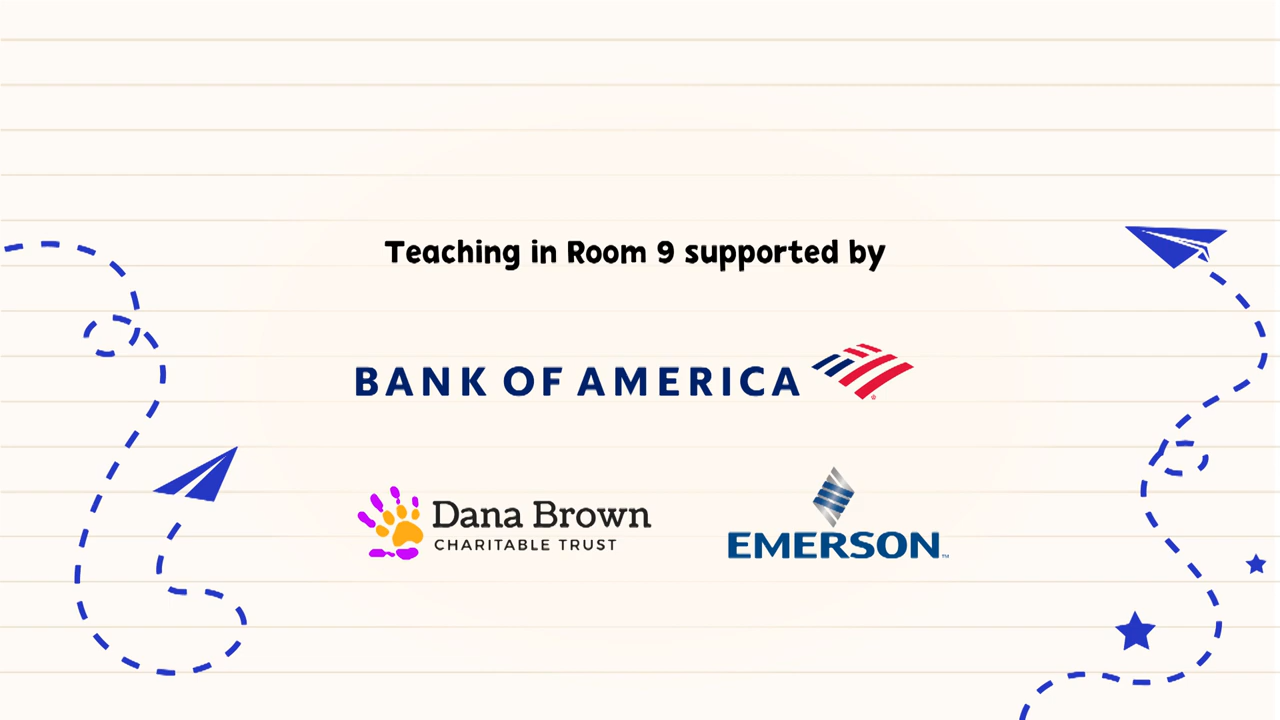 Teaching in Room 9 supported by
BANK OF AMERICA
Dana Brown
CHARITABLE TRUST
EMERSON